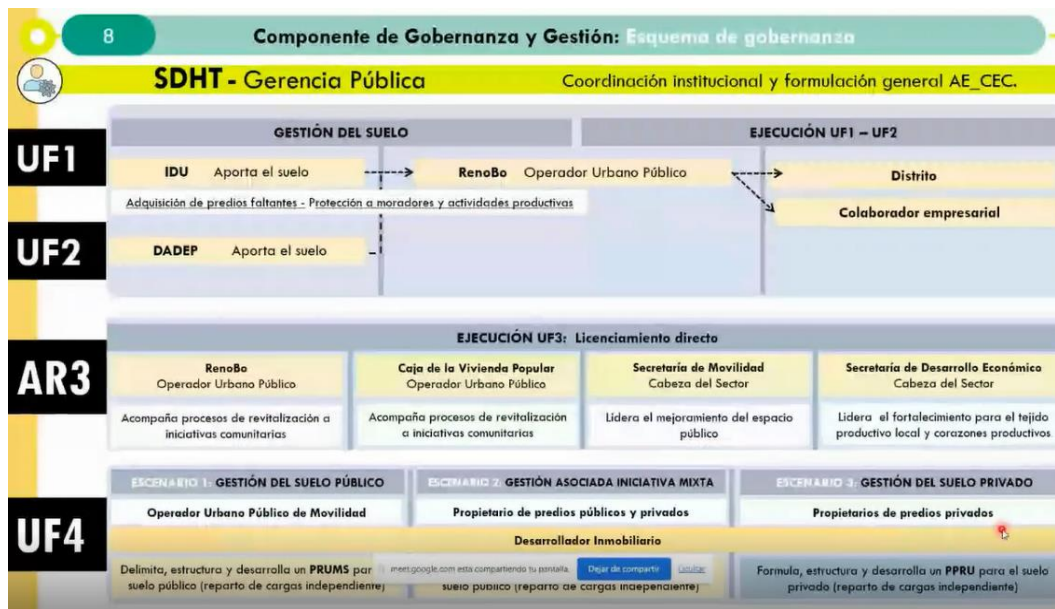 8
Componente de Gobernanza y Gestión: Esquema de gobernanza
SDHT - Gerencia Pública
Coordinación institucional y formulación general AE_CEC.
GESTIÓN DEL SUELO
EJECUCIÓN UF1 – UF2
UF1
IDU Aporta el suelo
RenoBo Operador Urbano Público
Distrito
Adquisición de predios faltantes - Protección a moradores y actividades productivas
Colaborador empresarial
UF2
DADEP Aporta el suelo
EJECUCIÓN UF3: Licenciamiento directo
AR3
RenoBo
Operador Urbano Público
Caja de la Vivienda Popular
Operador Urbano Público
Secretaría de Movilidad
Cabeza del Sector
Secretaría de Desarrollo Económico
Cabeza del Sector
Acompaña procesos de revitalización a
iniciativas comunitarias
Acompaña procesos de revitalización
a iniciativas comunitarias
Lidera el mejoramiento del espacio
público
Lidera el fortalecimiento para el tejido
productivo local y corazones productivos
ESCENARIO 1: GESTIÓN DEL SUELO PÚBLICO
ESCENARIO 2: GESTIÓN ASOCIADA INICIATIVA MIXTA
ESCENARIO 3: GESTIÓN DEL SUELO PRIVADO
UF4
Operador Urbano Público de Movilidad
Propietario de predios públicos y privados
Propietarios de predios privados
Desarrollador Inmobiliario
Delimita, estructura y desarrolla un PRUMS par
suelo público (reparto de cargas independiente)
meet.google.com está compartiendo tu pantalla.
Dejar de compartir
Ocultar
suelo público (reparto de cargas independiente)
Formula, estructura y desarrolla un PPRU para el suelo
privado (reparto de cargas independiente)